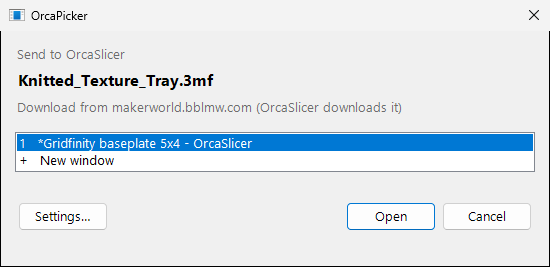 OrcaPicker
Send to OrcaSlicer
Knitted_Texture_Tray.3mf
Download from makerworld.bblmw.com (OrcaSlicer downloads it)
1 *Gridfinity baseplate 5x4 - OrcaSlicer
+ New window
Settings...
Open
Cancel